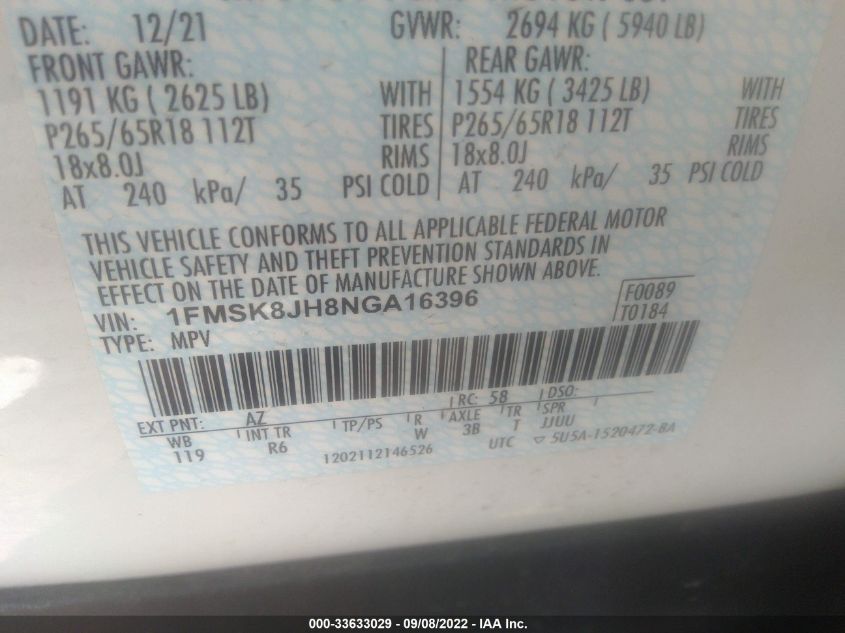 DATE: 12/21 GVWR: 2694 KG ( 5940 LB)
FRONT GAWR: REAR GAWR:
1191 KG ( 2625 LB) WITH 1554 KG ( 3425 LB) WITH
P265/65R18 112T TIRES P265/65R18 112T TIRES
18x8.0J RIMS 18x8.0J RIMS
AT 240 kPa/ 35 PSI COLD AT 240 kPa/ 35 PSI COLD
THIS VEHICLE CONFORMS TO ALL APPLICABLE FEDERAL MOTOR
VEHICLE SAFETY AND THEFT PREVENTION STANDARDS IN
EFFECT ON THE DATE OF MANUFACTURE SHOWN ABOVE.
VIN: 1FMSK8JH8NGA16396 F0089
TYPE: MPV T0184
EXT PNT: AZ RC: 58 DSO:
WB INT TR TP/PS R AXLE TR SPR
119 R6 W 3B T JJUU
1202112146526 UTC ▽ 5U5A-1520472-BA
000-33633029 - 09/08/2022 - IAA Inc.